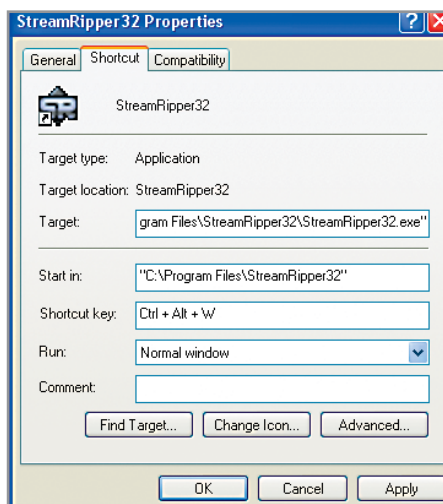 StreamRipper32 Properties
General Shortcut Compatibility
StreamRipper32
Target type: Application
Target location: StreamRipper32
Target: gram Files\StreamRipper32\StreamRipper32.exe"
Start in: "C:\Program Files\StreamRipper32"
Shortcut key: Ctrl + Alt + W
Run: Normal window
Comment:
Find Target... Change Icon... Advanced...
OK Cancel Apply